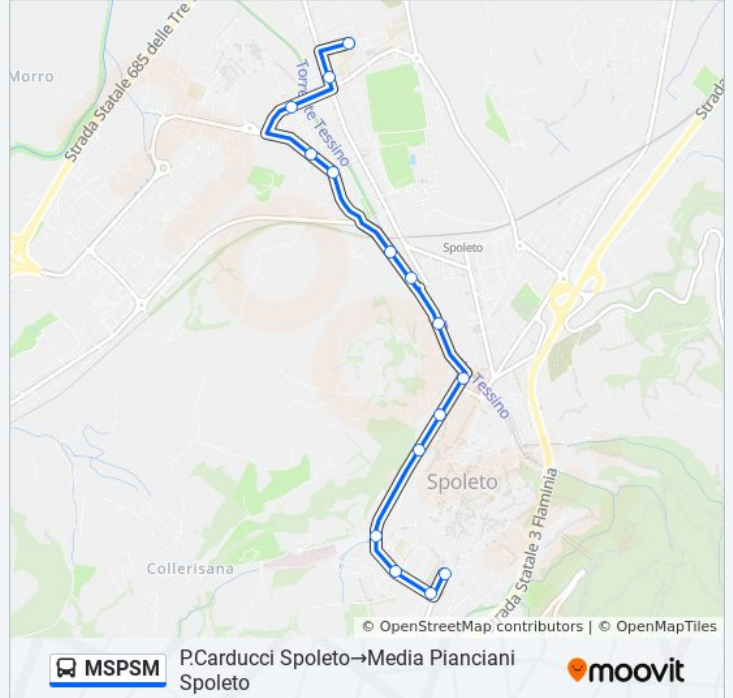 Morro
Strada Statale 685 delle Tre
Torrente Tessino
Strada
Spoleto
Tessino
Spoleto
Strada Statale 3 Flaminia
Collerisana
© OpenStreetMap contributors | © OpenMapTiles
MSPSM
P.Carducci Spoleto→Media Pianciani
Spoleto
moovit